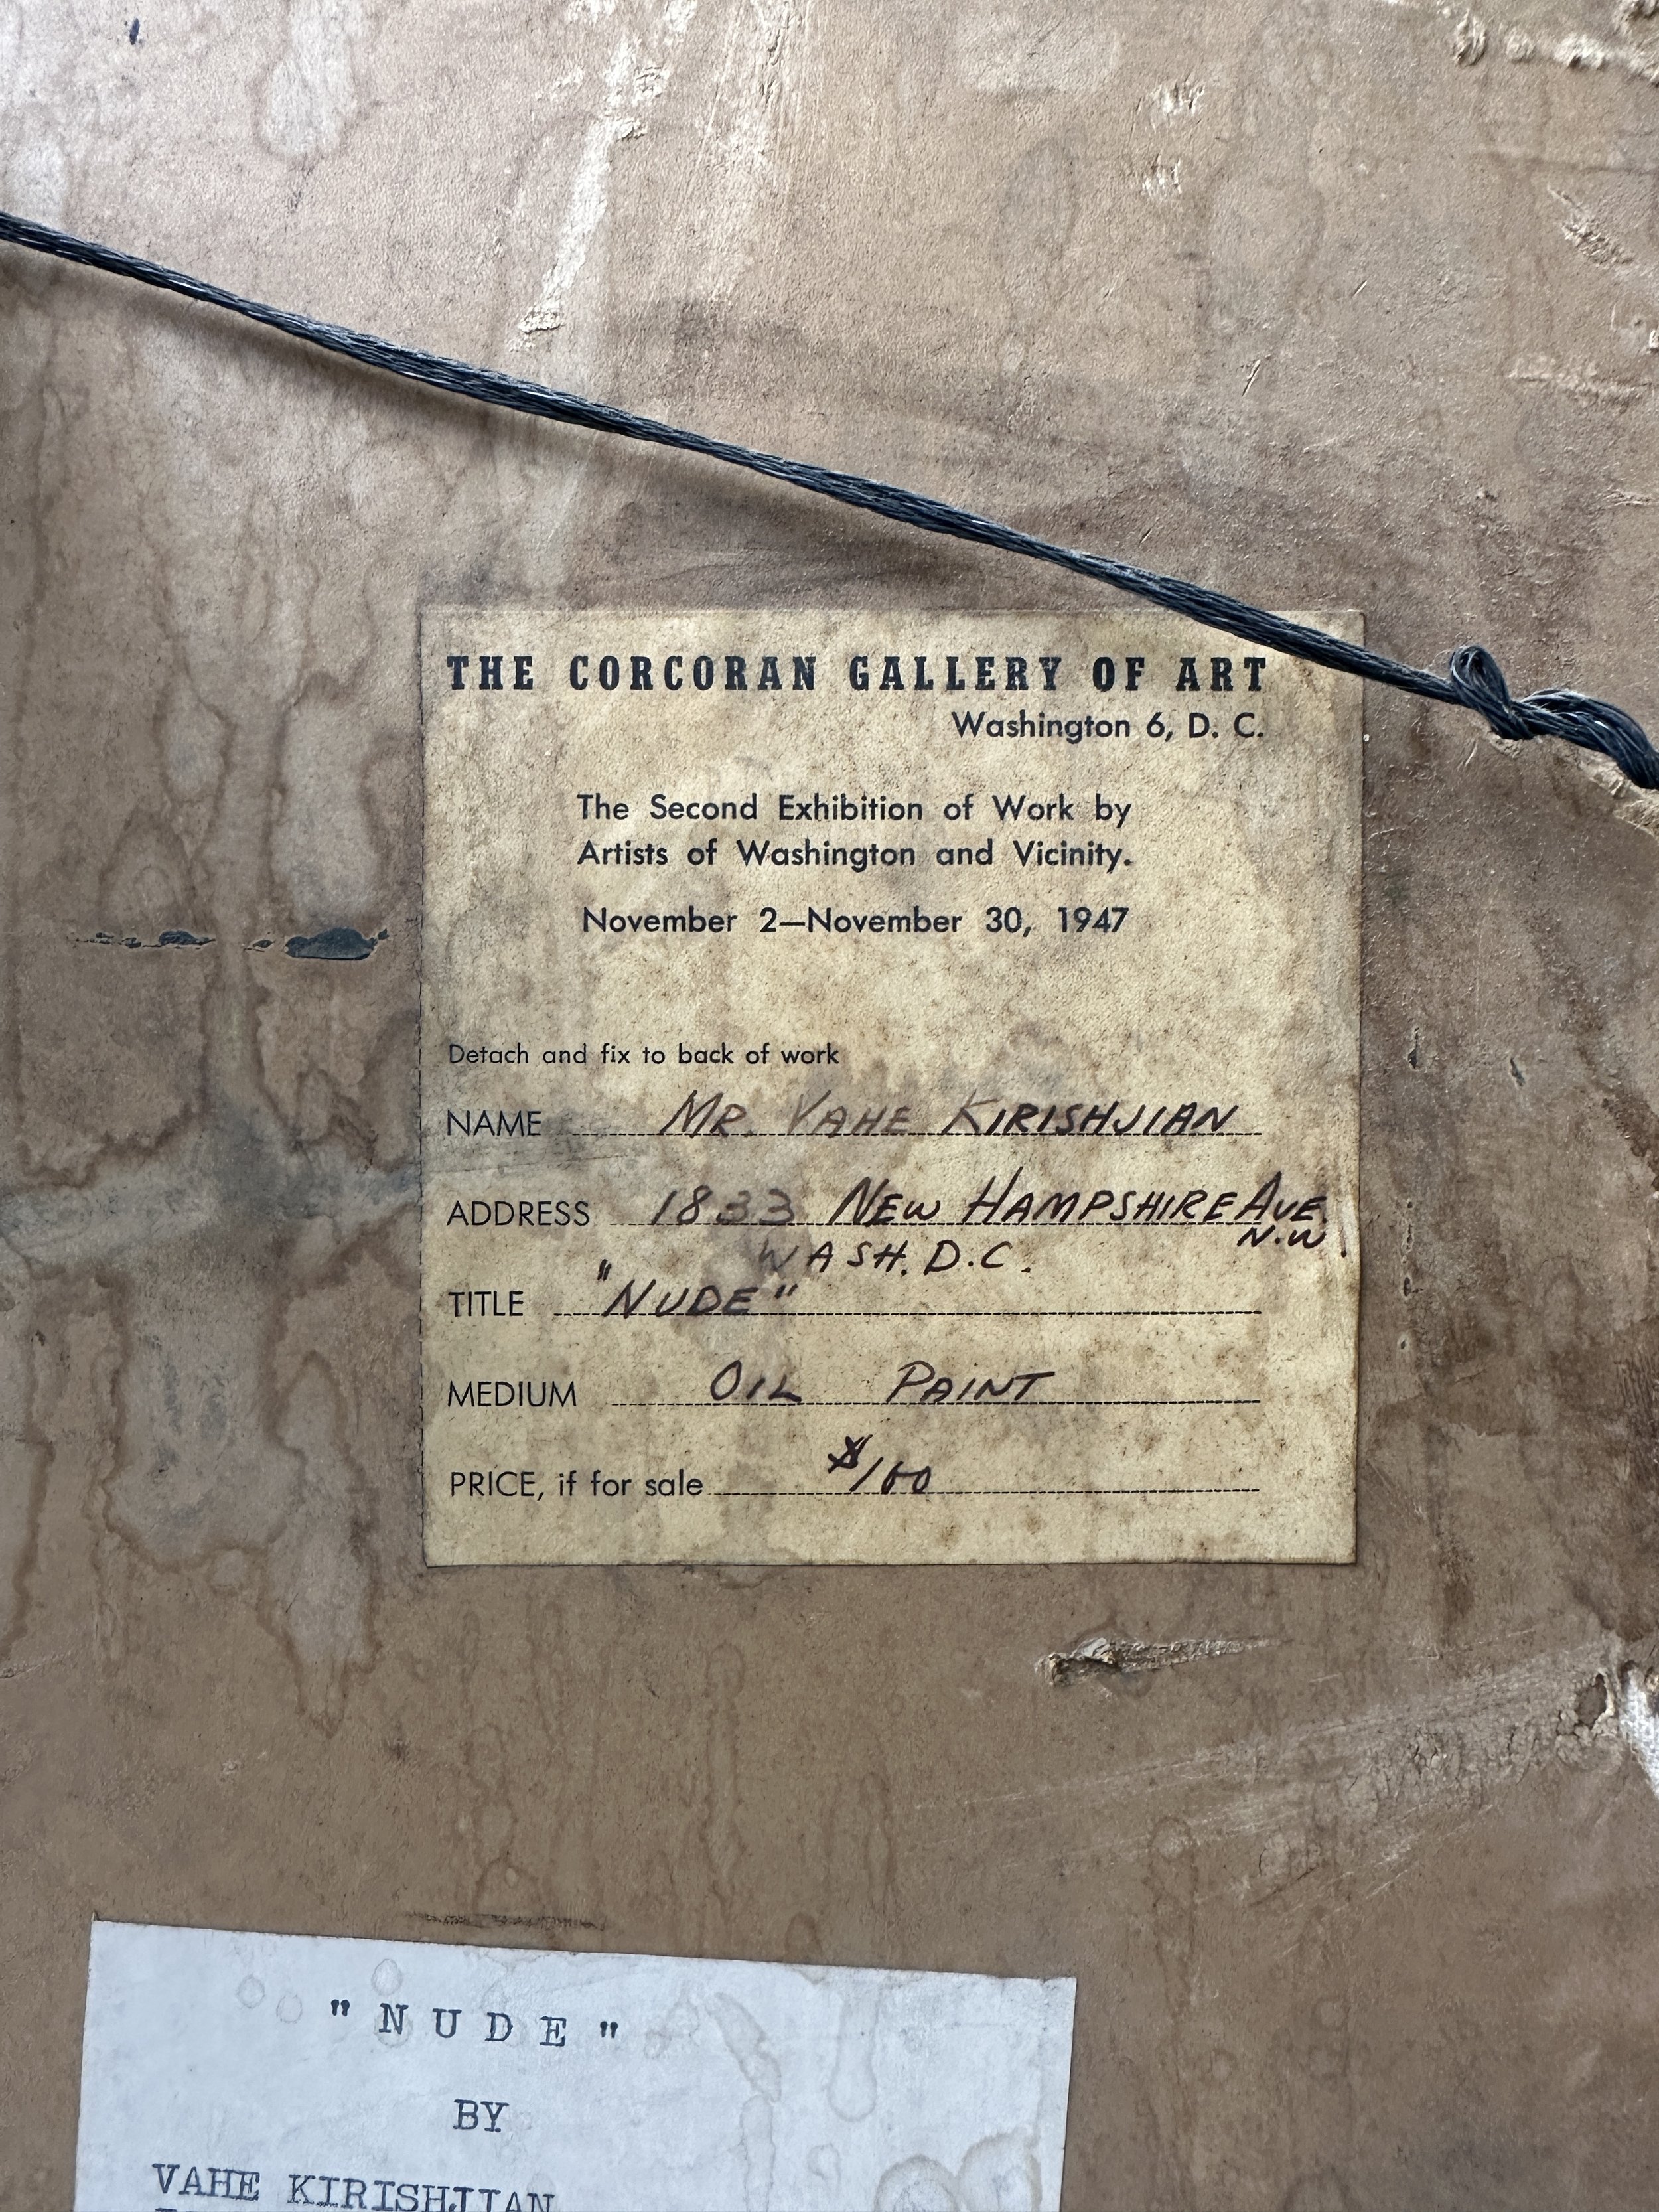 THE CORCORAN GALLERY OF ART
Washington 6, D. C.
The Second Exhibition of Work by
Artists of Washington and Vicinity.
November 2—November 30, 1947
Detach and fix to back of work
NAME MR. VAHE KIRISHJIAN
ADDRESS 1833 NEW HAMPSHIRE AVE.
N.W.
WASH. D.C.
TITLE "NUDE"
MEDIUM OIL PAINT
PRICE, if for sale $100
"NUDE"
BY
VAHE KIRISHJIAN